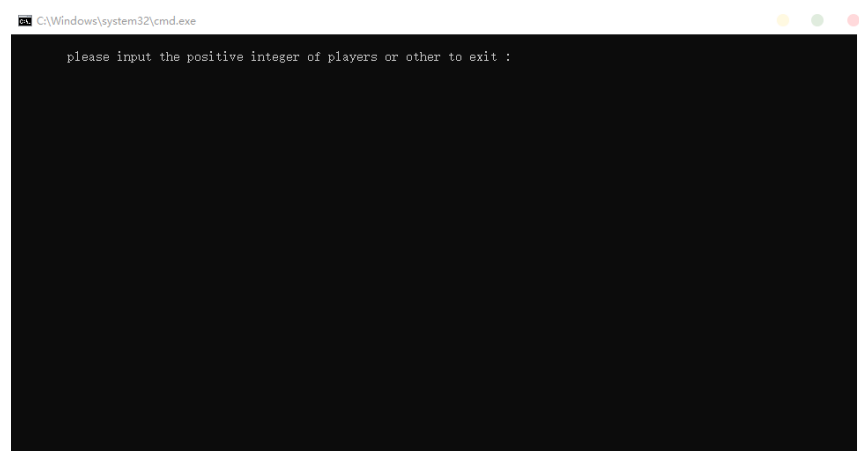 C:\Windows\system32\cmd.exe
please input the positive integer of players or other to exit :